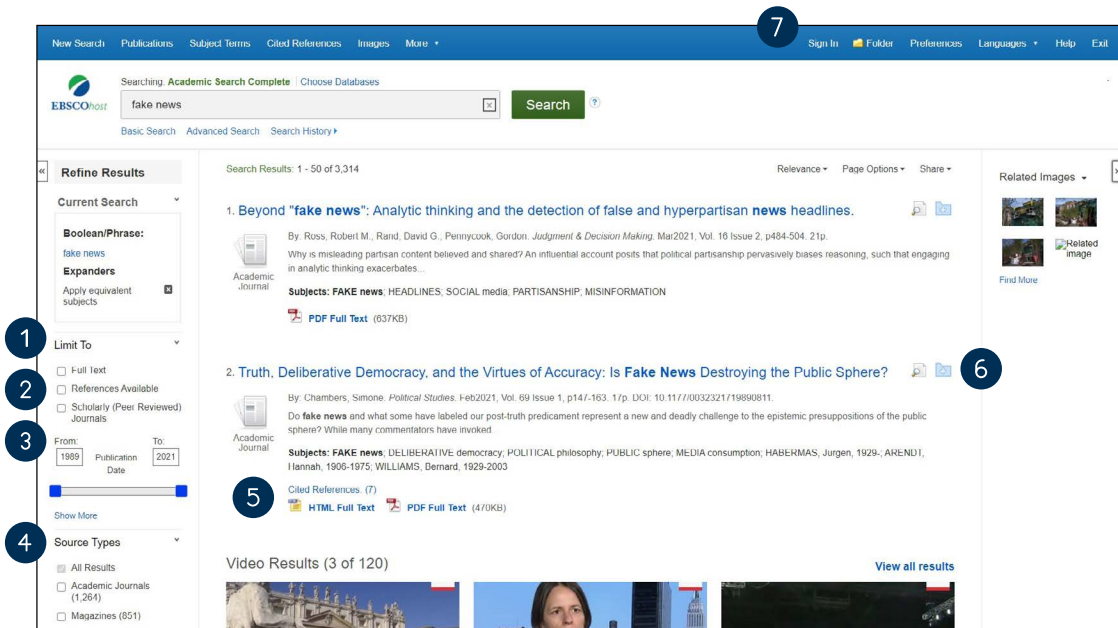 7
New Search Publications Subject Terms Cited References Images More
Sign In Folder Preferences Languages Help Exit
EBSCOhost
Searching: Academic Search Complete | Choose Databases
fake news
Search
?
Basic Search Advanced Search Search History
Refine Results
Current Search
Boolean/Phrase:
fake news
Expanders
Apply equivalent
subjects
1
Limit To
Full Text
2
References Available
Scholarly (Peer Reviewed)
Journals
3
From: To:
1989 Publication 2021
Date
Show More
4
Source Types
All Results
Academic Journals
(1,264)
Magazines (851)
Search Results: 1 - 50 of 3,314
Relevance Page Options Share
1. Beyond "fake news": Analytic thinking and the detection of false and hyperpartisan news headlines.
Academic
Journal
By: Ross, Robert M., Rand, David G., Pennycook, Gordon. Judgment & Decision Making. Mar2021, Vol. 16 Issue 2, p484-504. 21p.
Why is misleading partisan content believed and shared? An influential account posits that political partisanship pervasively biases reasoning, such that engaging
in analytic thinking exacerbates...
Subjects: FAKE news; HEADLINES; SOCIAL media; PARTISANSHIP; MISINFORMATION
PDF Full Text (637KB)
2. Truth, Deliberative Democracy, and the Virtues of Accuracy: Is Fake News Destroying the Public Sphere?
6
Academic
Journal
By: Chambers, Simone. Political Studies. Feb2021, Vol. 69 Issue 1, p147-163. 17p. DOI: 10.1177/0032321719890811.
Do fake news and what some have labeled our post-truth predicament represent a new and deadly challenge to the epistemic presuppositions of the public
sphere? While many commentators have invoked
Subjects: FAKE news; DELIBERATIVE democracy; POLITICAL philosophy; PUBLIC sphere; MEDIA consumption; HABERMAS, Jurgen, 1929-; ARENDT,
Hannah, 1906-1975; WILLIAMS, Bernard, 1929-2003
5
Cited References: (7)
HTML Full Text PDF Full Text (470KB)
Video Results (3 of 120)
View all results
Related Images
Related
image
Find More